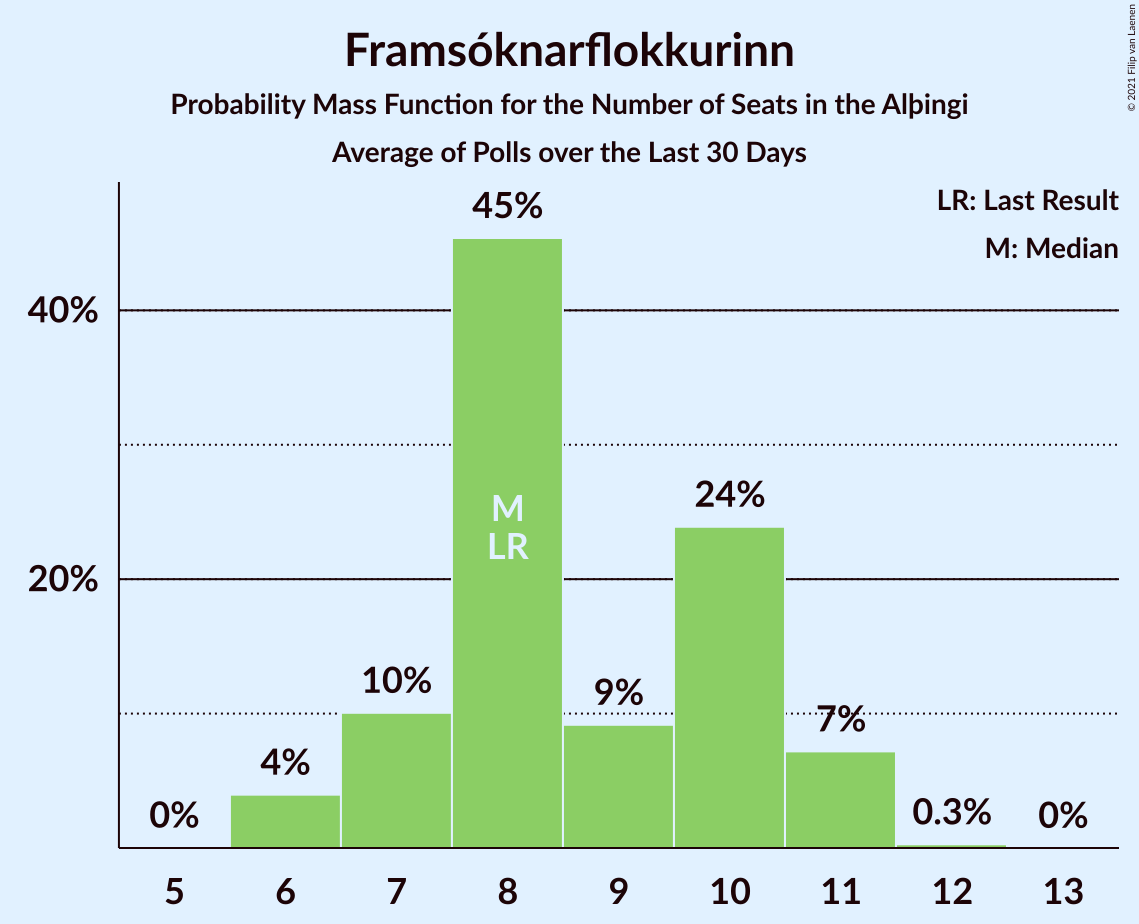 Framsóknarflokkurinn
Probability Mass Function for the Number of Seats in the Alþingi
Average of Polls over the Last 30 Days
© 2021 Filip van Laenen
LR: Last Result
M: Median
45%
40%
M
LR
24%
20%
10%
9%
7%
4%
0%
0.3%
0%
5 6 7 8 9 10 11 12 13